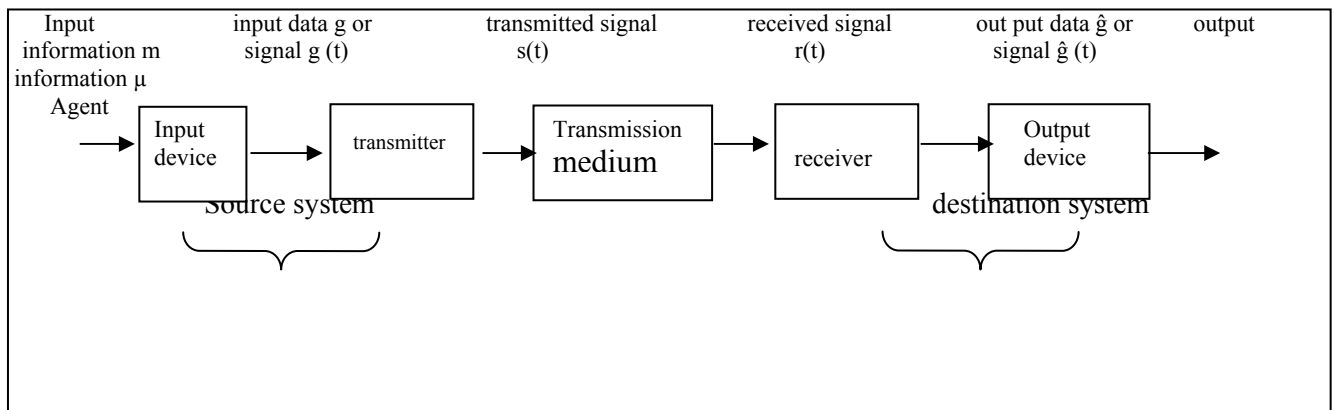 Input input data g or transmitted signal received signal out put data ĝ or output
information m signal g (t) s(t) r(t) signal ĝ (t)
information µ
Agent
Input
device
transmitter
Transmission
medium
receiver
Output
device
Source system destination system